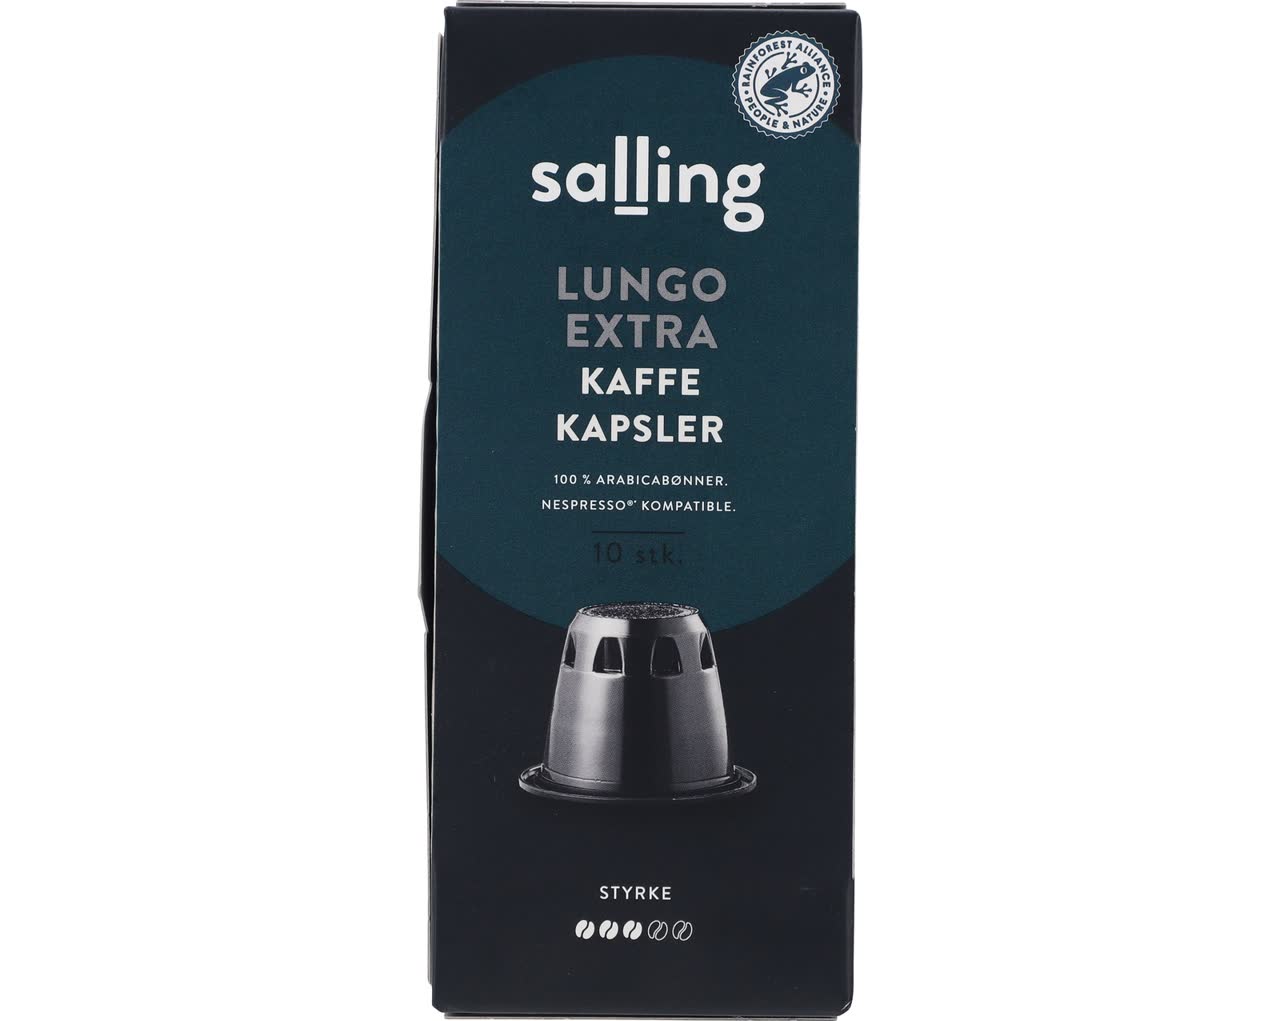 RAINFOREST ALLIANCE
PEOPLE & NATURE
salling
LUNGO
EXTRA
KAFFE
KAPSLER
100 % ARABICABØNNER.
NESPRESSO®* KOMPATIBLE.
10 stk.
STYRKE